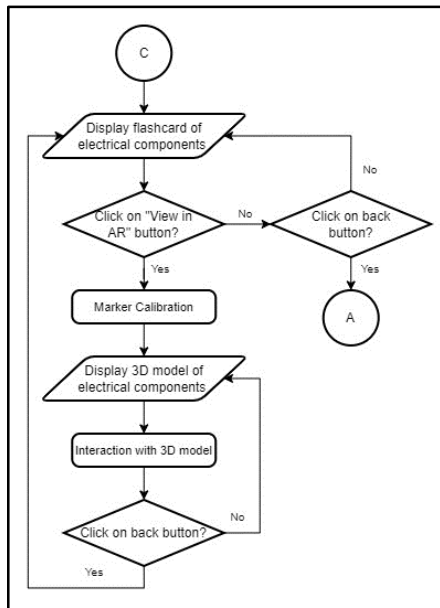 C
Display flashcard of
electrical components
No
Click on "View in
AR" button?
No
Click on back
button?
Yes
Yes
Marker Calibration
A
Display 3D model of
electrical components
Interaction with 3D model
Click on back button?
No
Yes